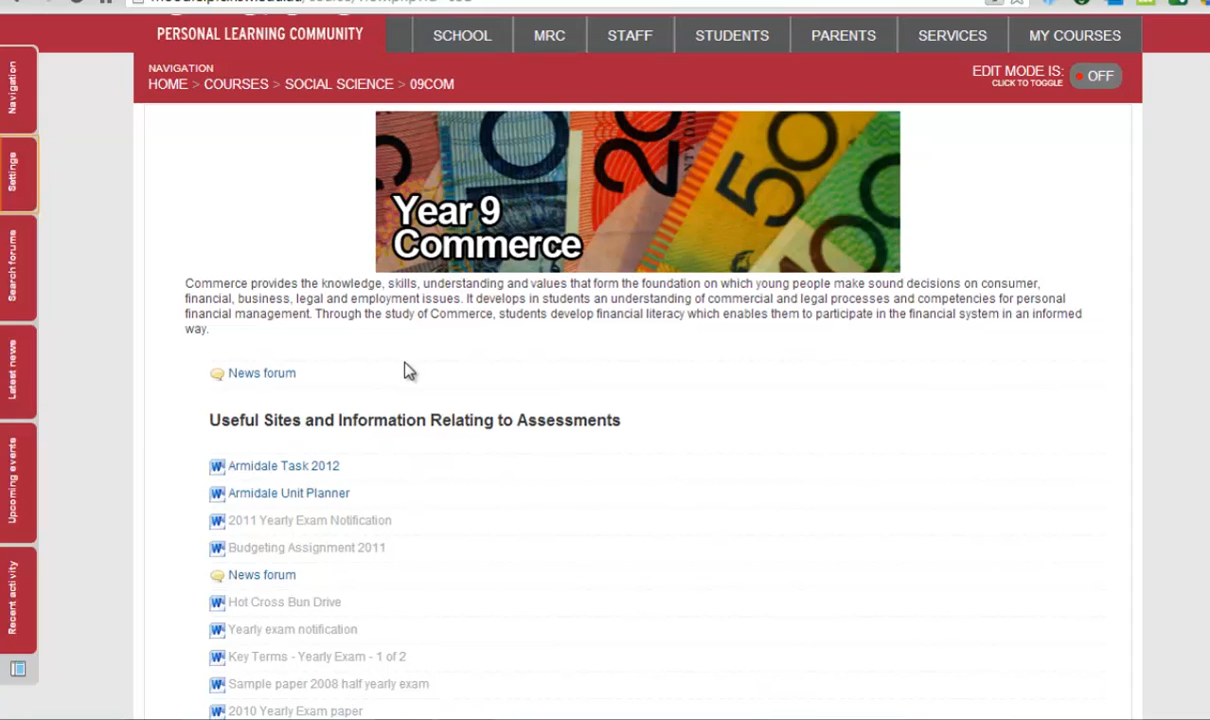 PERSONAL LEARNING COMMUNITY
SCHOOL
MRC
STAFF
STUDENTS
PARENTS
SERVICES
MY COURSES
NAVIGATION
HOME > COURSES > SOCIAL SCIENCE > 09COM
EDIT MODE IS:
CLICK TO TOGGLE
OFF
Navigation
Settings
Search forums
Latest news
Upcoming events
Recent activity
10
20
50
100
Year 9
Commerce
Commerce provides the knowledge, skills, understanding and values that form the foundation on which young people make sound decisions on consumer,
financial, business, legal and employment issues. It develops in students an understanding of commercial and legal processes and competencies for personal
financial management. Through the study of Commerce, students develop financial literacy which enables them to participate in the financial system in an informed
way.
News forum
Useful Sites and Information Relating to Assessments
Armidale Task 2012
Armidale Unit Planner
2011 Yearly Exam Notification
Budgeting Assignment 2011
News forum
Hot Cross Bun Drive
Yearly exam notification
Key Terms - Yearly Exam - 1 of 2
Sample paper 2008 half yearly exam
2010 Yearly Exam paper